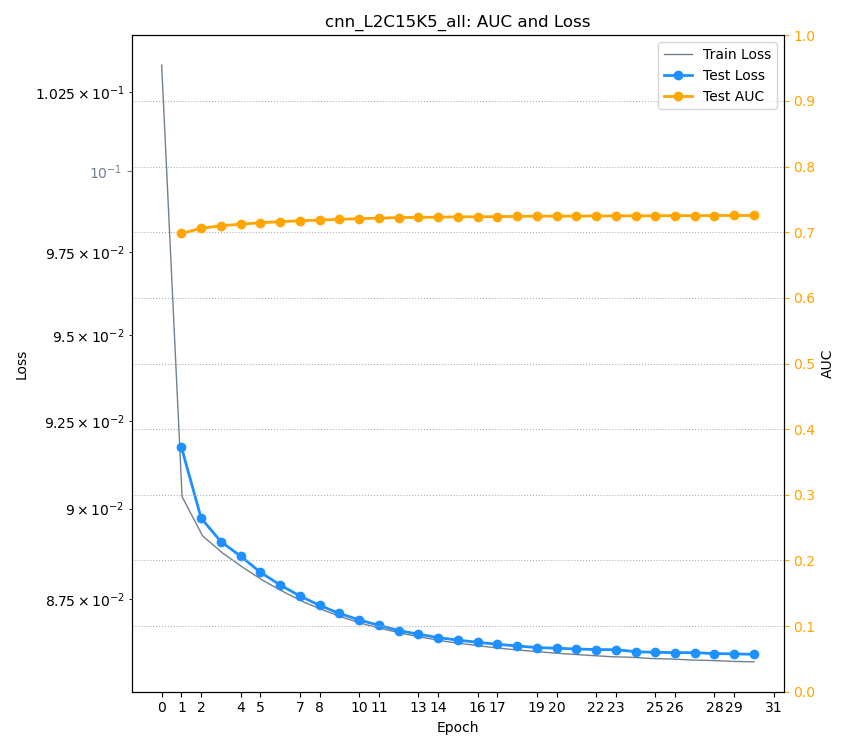 cnn_L2C15K5_all: AUC and Loss
Train Loss
Test Loss
Test AUC
Loss
1.025 × 10⁻¹
10⁻¹
9.75 × 10⁻²
9.5 × 10⁻²
9.25 × 10⁻²
9 × 10⁻²
8.75 × 10⁻²
1.0
0.9
0.8
0.7
0.6
0.5
0.4
0.3
0.2
0.1
0.0
AUC
0 1 2 4 5 7 8 10 11 13 14 16 17 19 20 22 23 25 26 28 29 31
Epoch